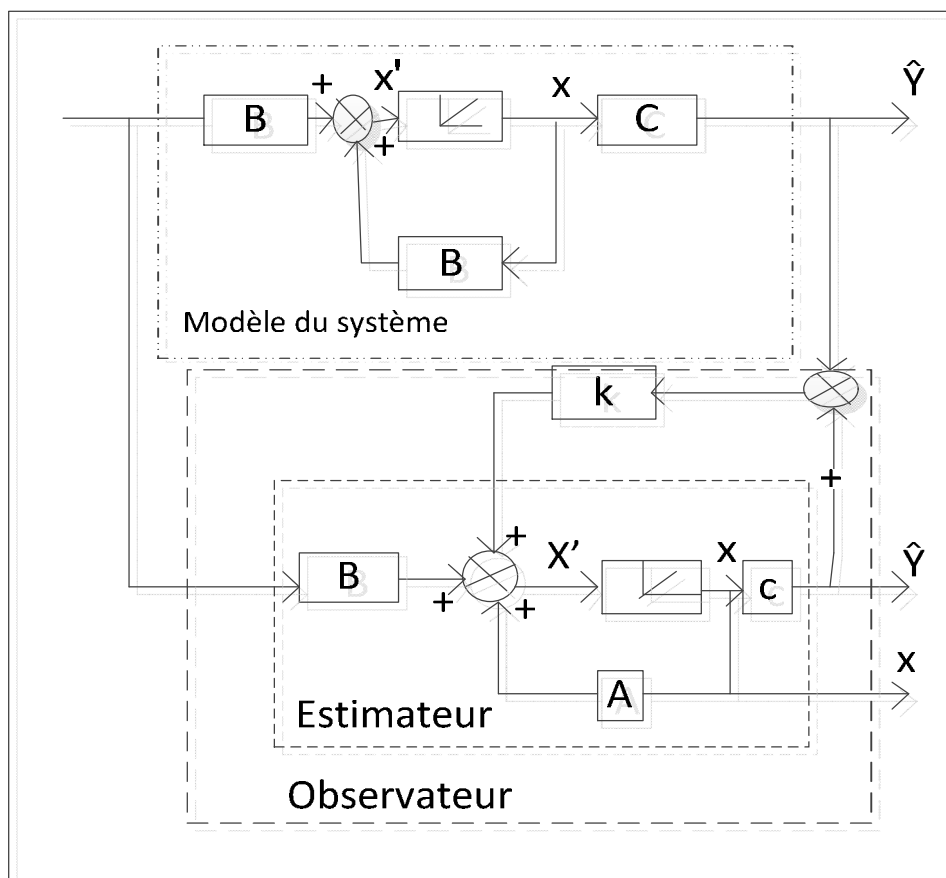 Ŷ
+ x' x
B C
+
B
Modèle du système
k
+
+
X’ x Ŷ
B c
+ +
x
A
Estimateur
Observateur